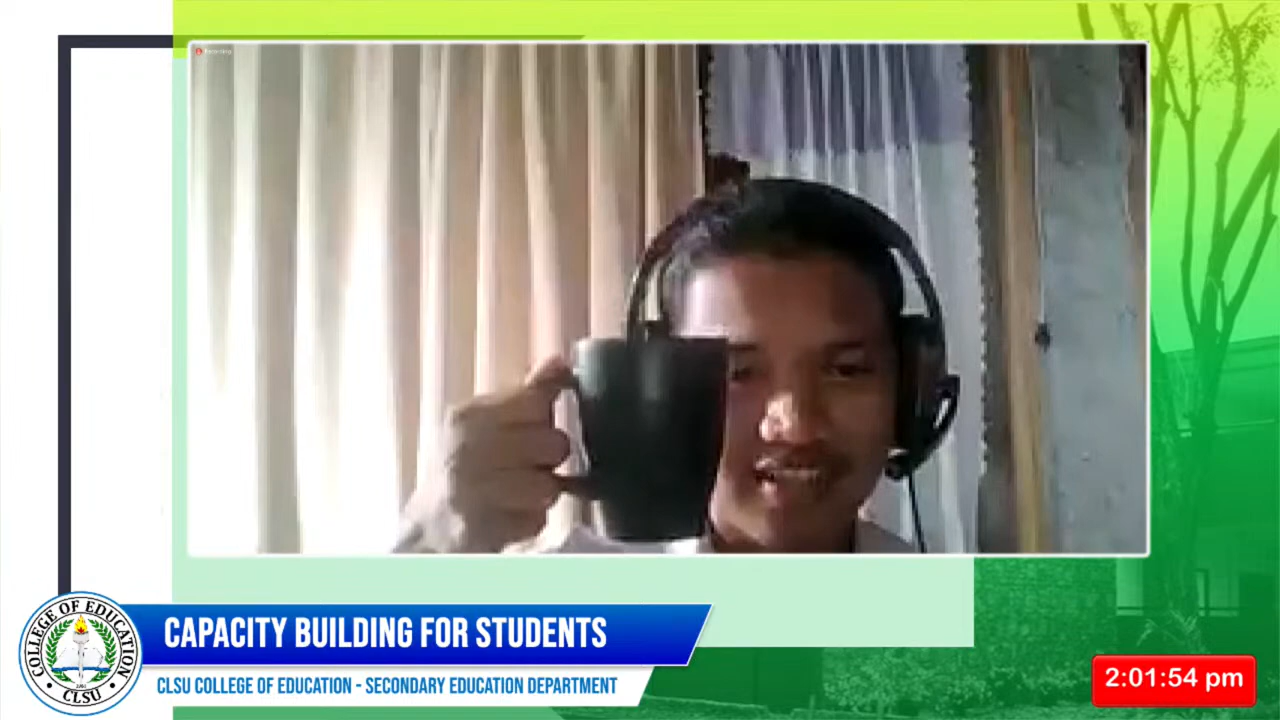 Recording
CAPACITY BUILDING FOR STUDENTS
CLSU COLLEGE OF EDUCATION - SECONDARY EDUCATION DEPARTMENT
COLLEGE OF EDUCATION
• CLSU •
2:01:54 pm